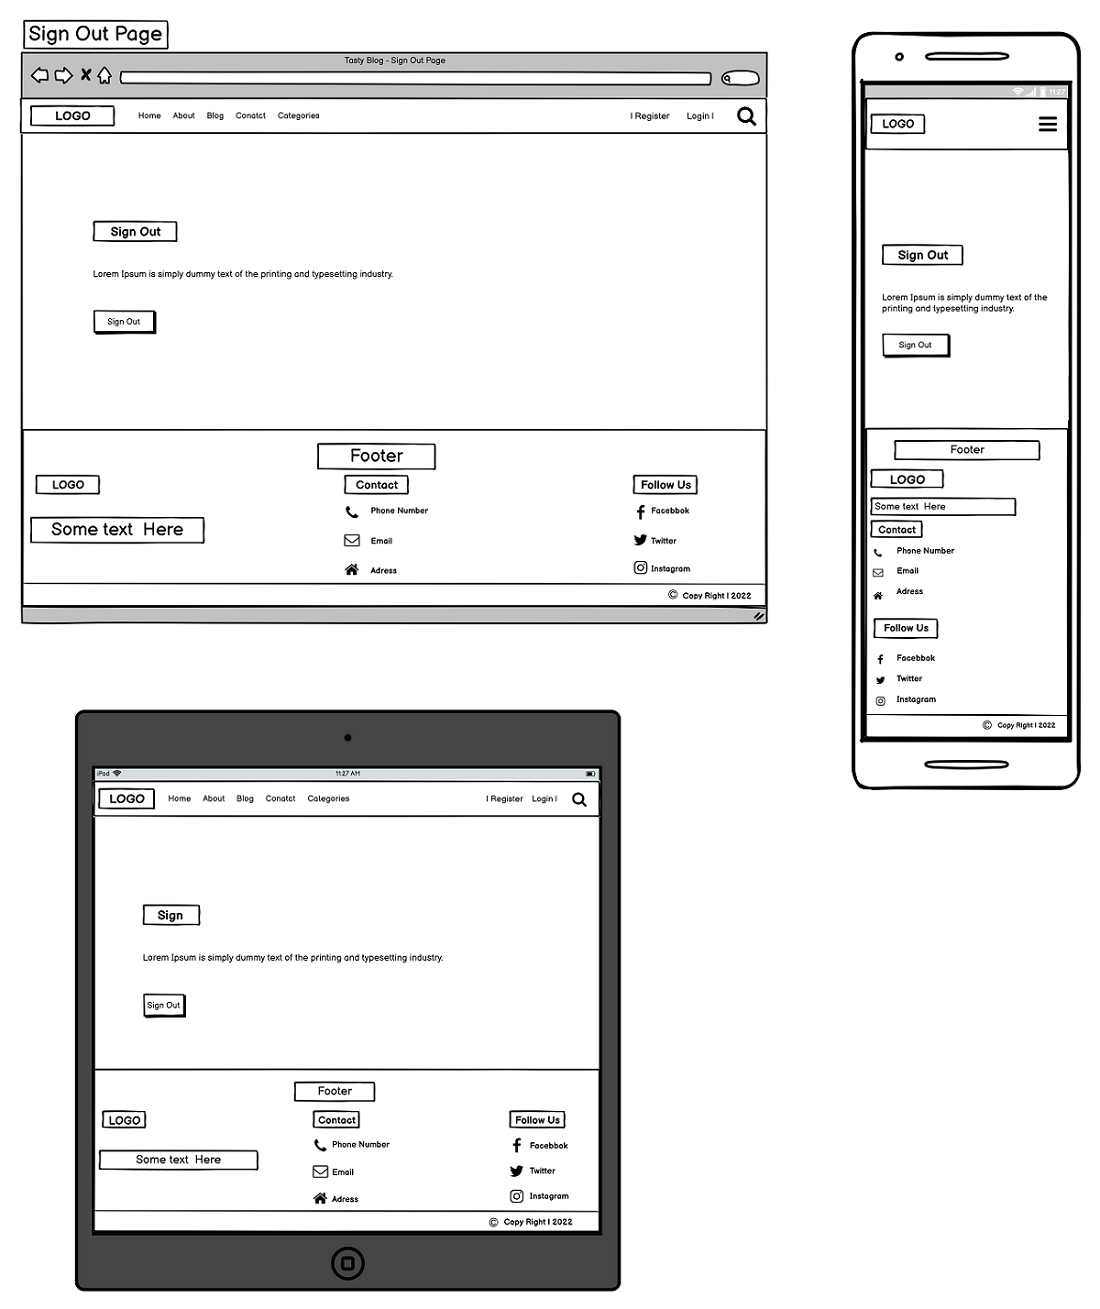 Sign Out Page
Tasty Blog - Sign Out Page
LOGO Home About Blog Conatct Categories | Register Login |
Sign Out
Lorem Ipsum is simply dummy text of the printing and typesetting industry.
Sign Out
Footer
LOGO Contact Follow Us
Phone Number Facebbok
Some text Here
Email Twitter
Adress Instagram
© Copy Right | 2022
11:27
LOGO
Sign Out
Lorem Ipsum is simply dummy text of the
printing and typesetting industry.
Sign Out
Footer
LOGO
Some text Here
Contact
Phone Number
Email
Adress
Follow Us
Facebbok
Twitter
Instagram
© Copy Right | 2022
iPad 11:27 AM
LOGO Home About Blog Conatct Categories | Register Login |
Sign
Lorem Ipsum is simply dummy text of the printing and typesetting industry.
Sign Out
Footer
LOGO Contact Follow Us
Phone Number Facebbok
Some text Here
Email Twitter
Adress Instagram
© Copy Right | 2022